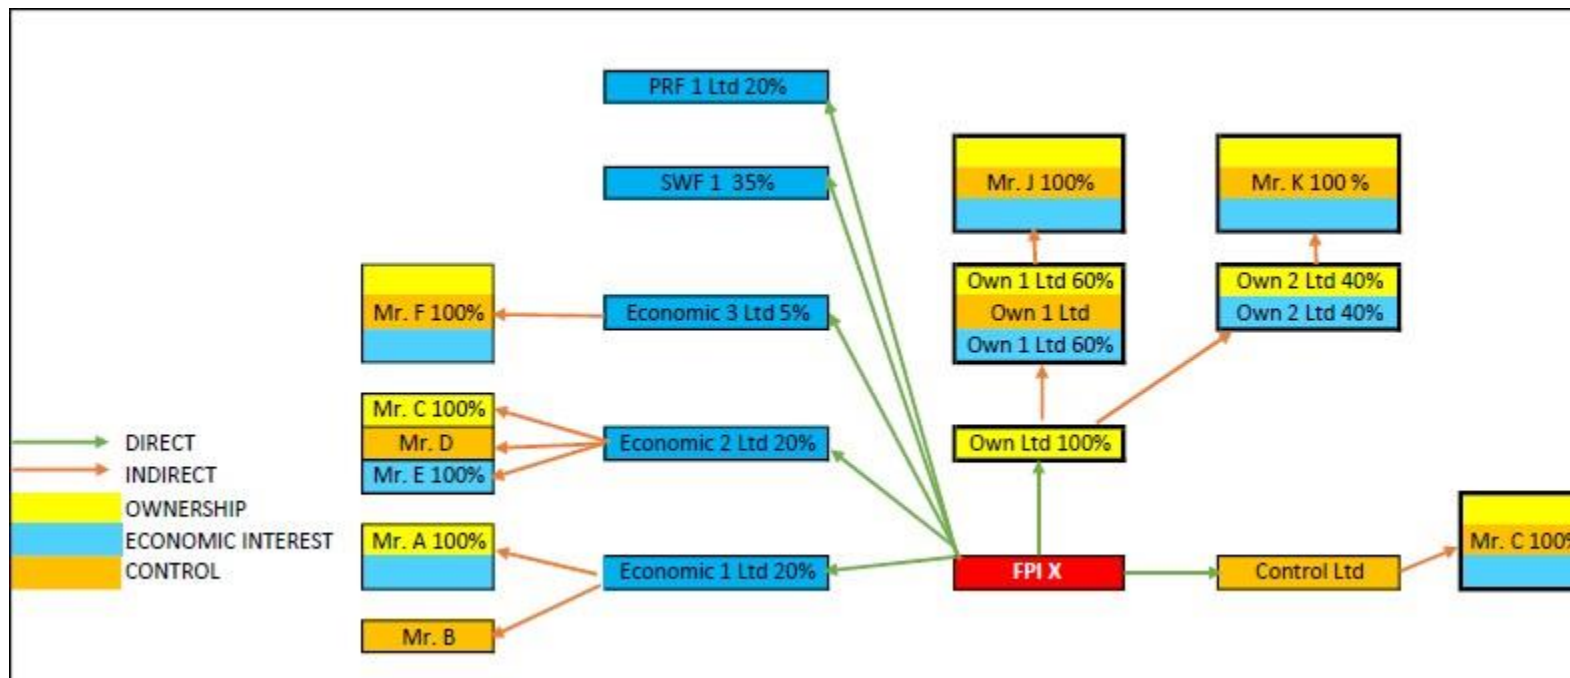 PRF 1 Ltd 20%
SWF 1  35%
Mr. J 100%
Mr. K 100 %
Own 1 Ltd 60%
Own 1 Ltd
Own 1 Ltd 60%
Own 2 Ltd 40%
Own 2 Ltd 40%
Mr. F 100%
Economic 3 Ltd 5%
Mr. C 100%
Mr. D
Mr. E 100%
Economic 2 Ltd 20%
Own Ltd 100%
DIRECT
INDIRECT
OWNERSHIP
ECONOMIC INTEREST
CONTROL
Mr. A 100%
Economic 1 Ltd 20%
FPI X
Control Ltd
Mr. C 100%
Mr. B